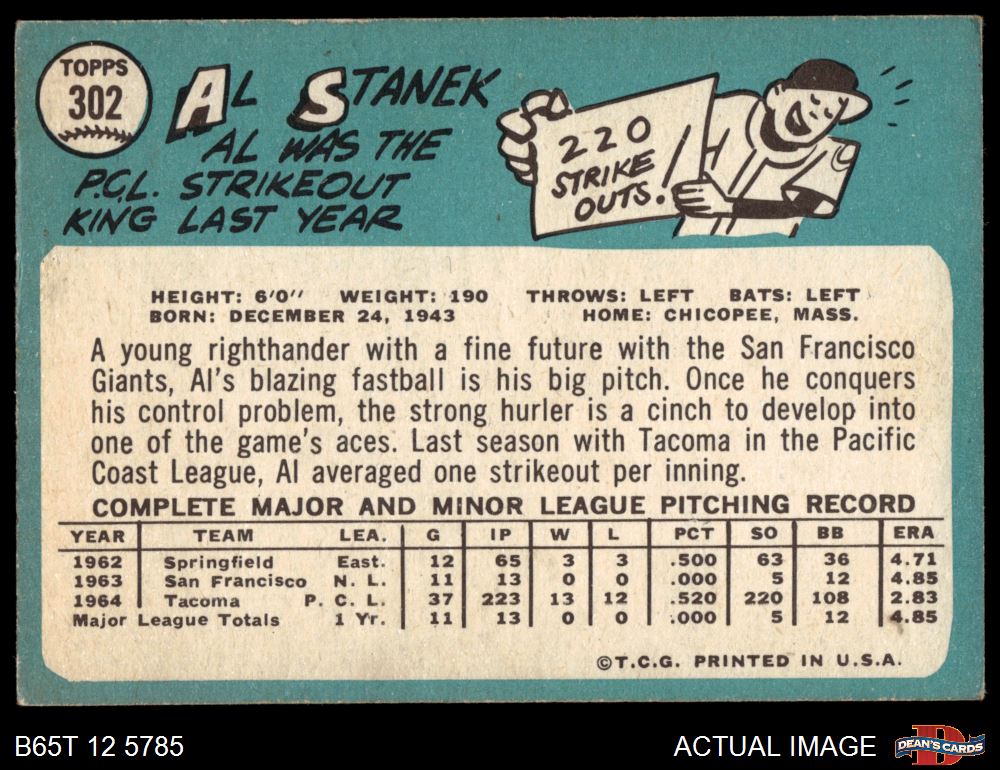 TOPPS
302
AL STANEK
AL WAS THE
P.C.L. STRIKEOUT
KING LAST YEAR
220
STRIKE
OUTS.!
HEIGHT: 6'0" WEIGHT: 190 THROWS: LEFT BATS: LEFT
BORN: DECEMBER 24, 1943 HOME: CHICOPEE, MASS.
A young righthander with a fine future with the San Francisco
Giants, Al's blazing fastball is his big pitch. Once he conquers
his control problem, the strong hurler is a cinch to develop into
one of the game's aces. Last season with Tacoma in the Pacific
Coast League, Al averaged one strikeout per inning.
COMPLETE MAJOR AND MINOR LEAGUE PITCHING RECORD
YEAR TEAM LEA. G IP W L PCT SO BB ERA
1962 Springfield East. 12 65 3 3 .500 63 36 4.71
1963 San Francisco N. L. 11 13 0 0 .000 5 12 4.85
1964 Tacoma P. C. L. 37 223 13 12 .520 220 108 2.83
Major League Totals 1 Yr. 11 13 0 0 .000 5 12 4.85
©T.C.G. PRINTED IN U.S.A.
B65T 12 5785 ACTUAL IMAGE DEAN'S CARDS